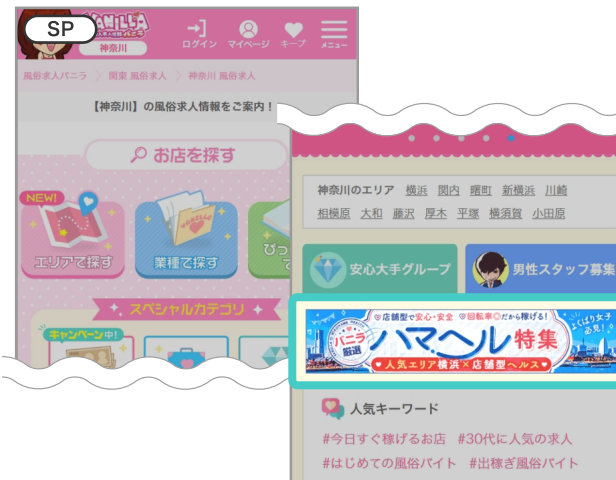 SP
VANILLA
神奈川
ログイン マイページ キープ メニュー
風俗求人バニラ 〉 関東 風俗求人 〉 神奈川 風俗求人
【神奈川】の風俗求人情報をご案内！
お店を探す
NEW!
エリアで探す
業種で探す
スペシャルカテゴリ
キャンペーン中!
神奈川のエリア 横浜 関内 曙町 新横浜 川崎
相模原 大和 藤沢 厚木 平塚 横須賀 小田原
安心大手グループ
男性スタッフ募集
店舗型で安心・安全 回転率◎だから稼げる!
バニラ
厳選
ハマヘル特集
よくばり女子
必見!
人気エリア横浜×店舗型ヘルス
人気キーワード
#今日すぐ稼げるお店 #30代に人気の求人
#はじめての風俗バイト #出稼ぎ風俗バイト